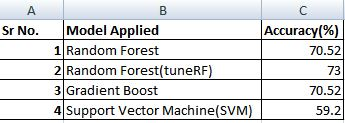 A B C
Sr No. Model Applied Accuracy(%)
1 Random Forest 70.52
2 Random Forest(tuneRF) 73
3 Gradient Boost 70.52
4 Support Vector Machine(SVM) 59.2